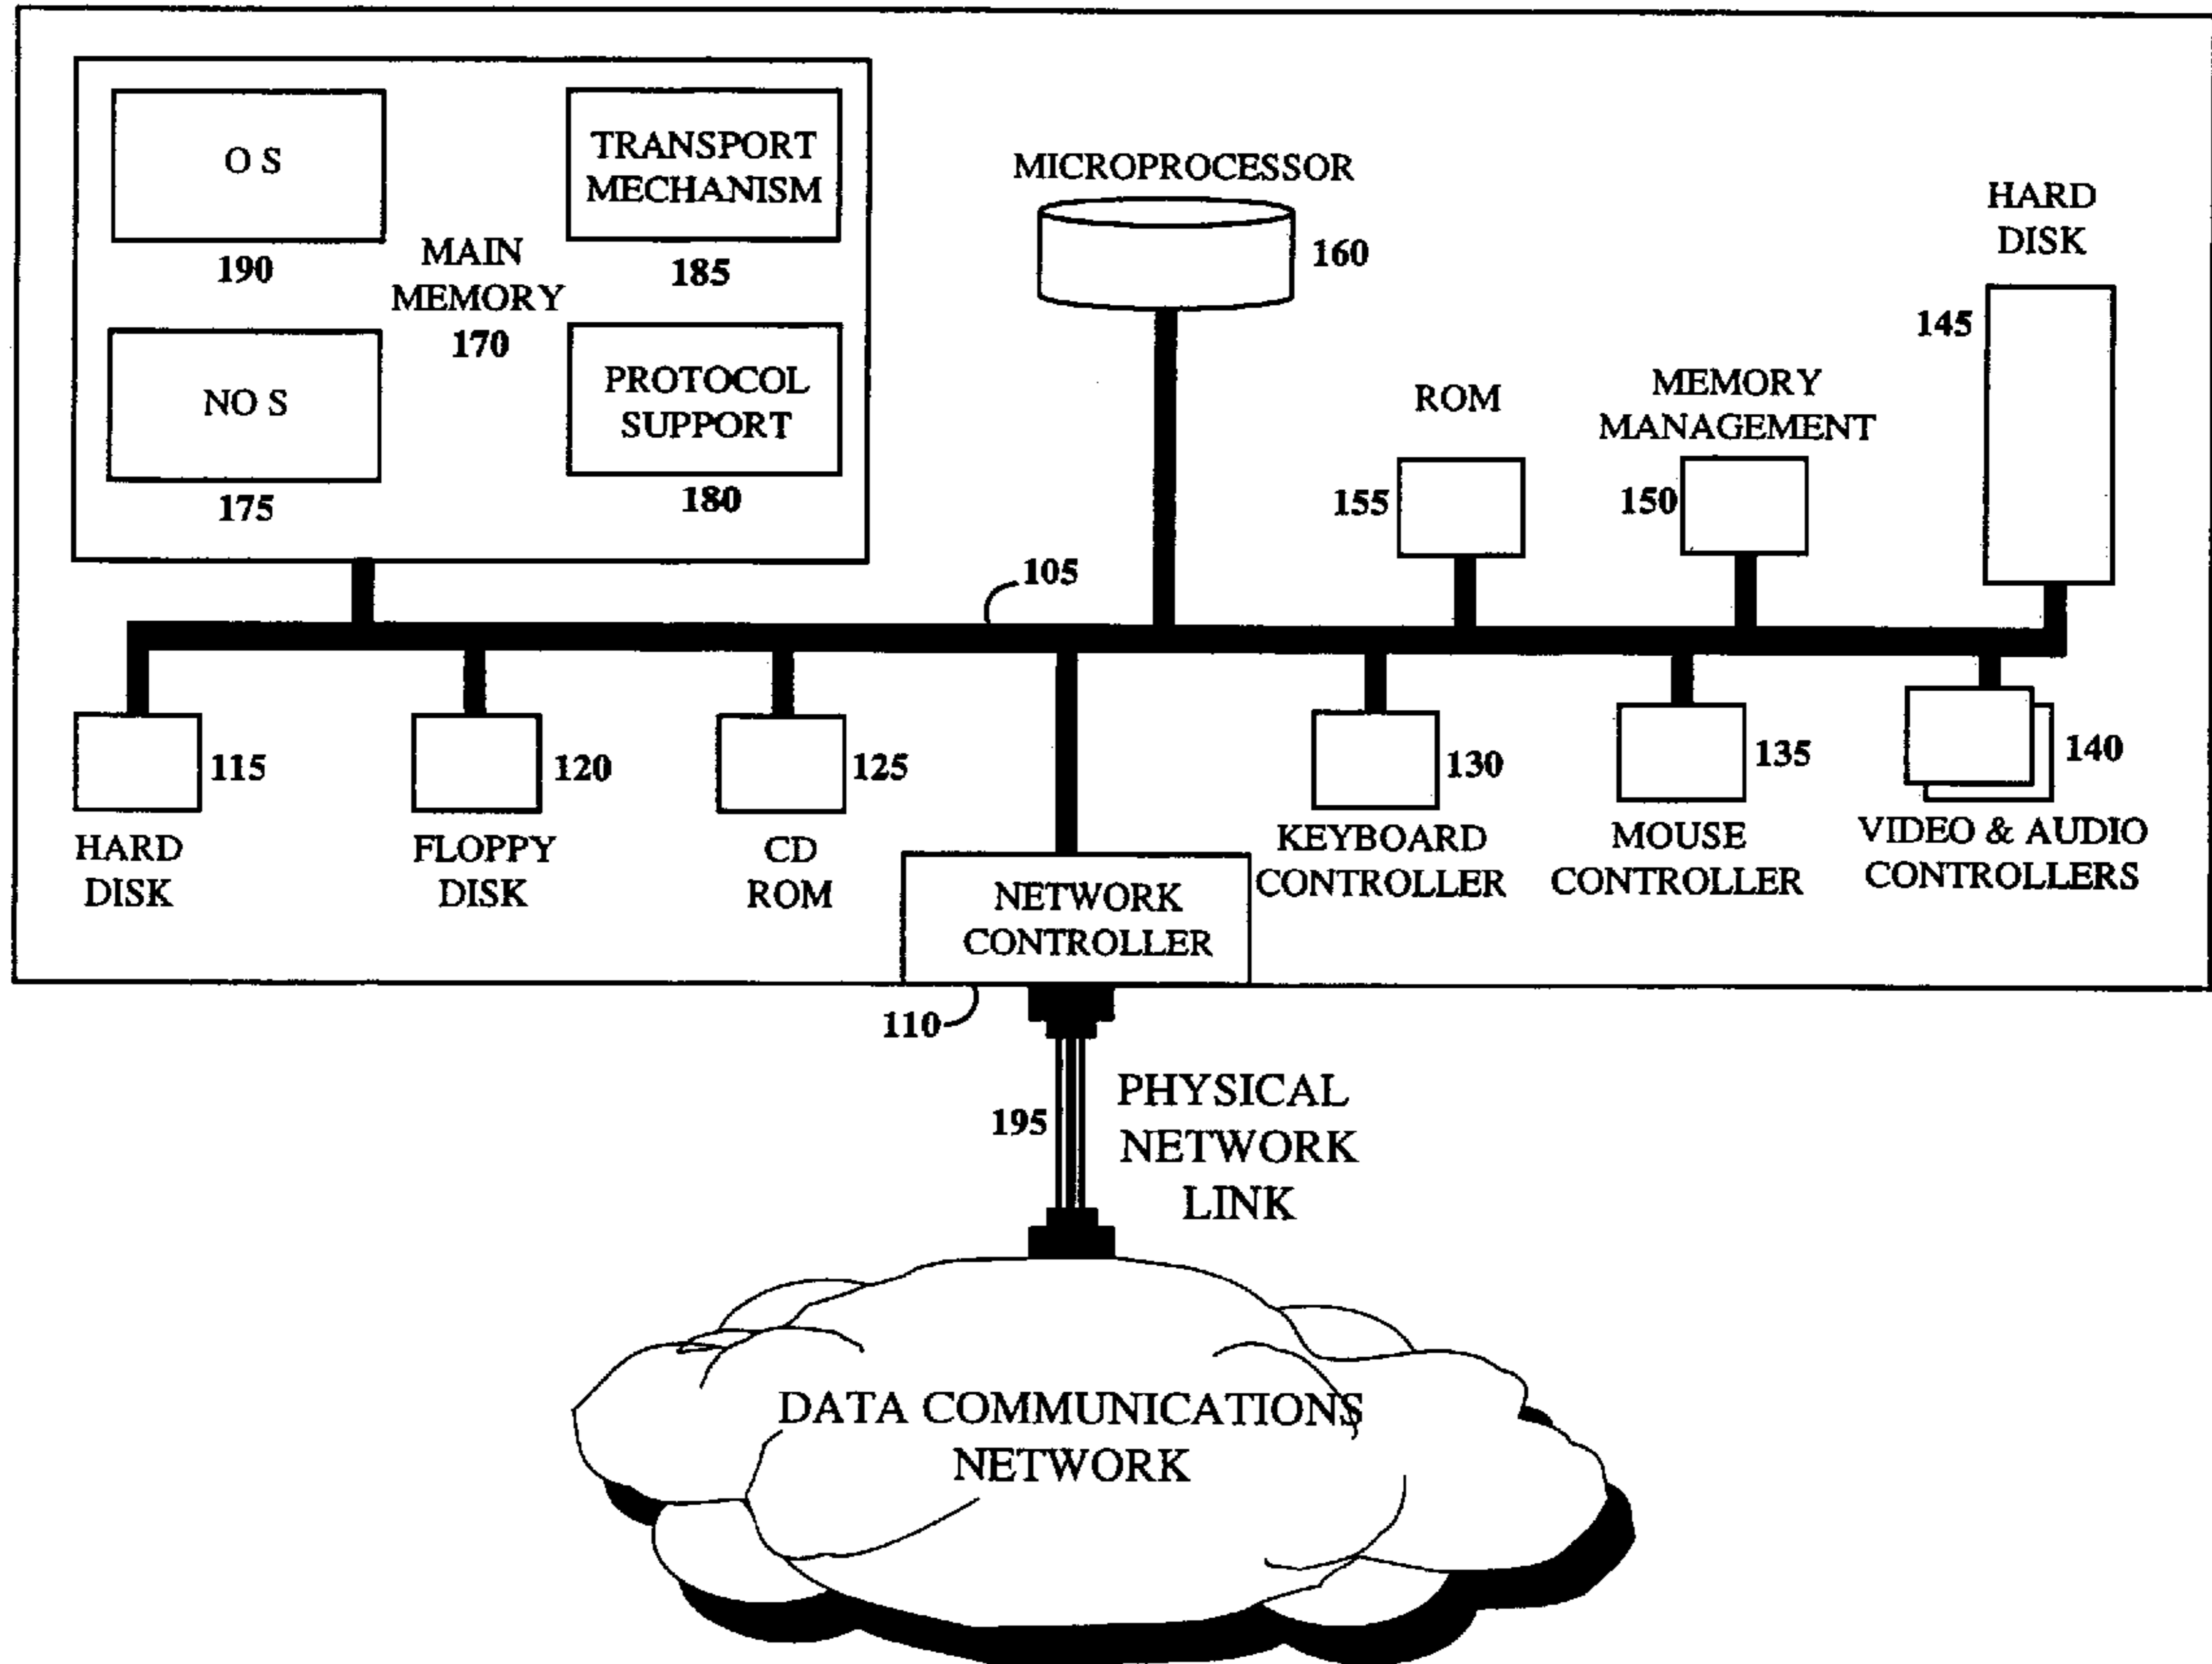 O S
190
TRANSPORT
MECHANISM
185
MAIN
MEMORY
170
NO S
175
PROTOCOL
SUPPORT
180
MICROPROCESSOR
160
HARD
DISK
145
ROM
155
MEMORY
MANAGEMENT
150
105
115
HARD
DISK
120
FLOPPY
DISK
125
CD
ROM
NETWORK
CONTROLLER
110
130
KEYBOARD
CONTROLLER
135
MOUSE
CONTROLLER
140
VIDEO & AUDIO
CONTROLLERS
195
PHYSICAL
NETWORK
LINK
DATA COMMUNICATIONS
NETWORK